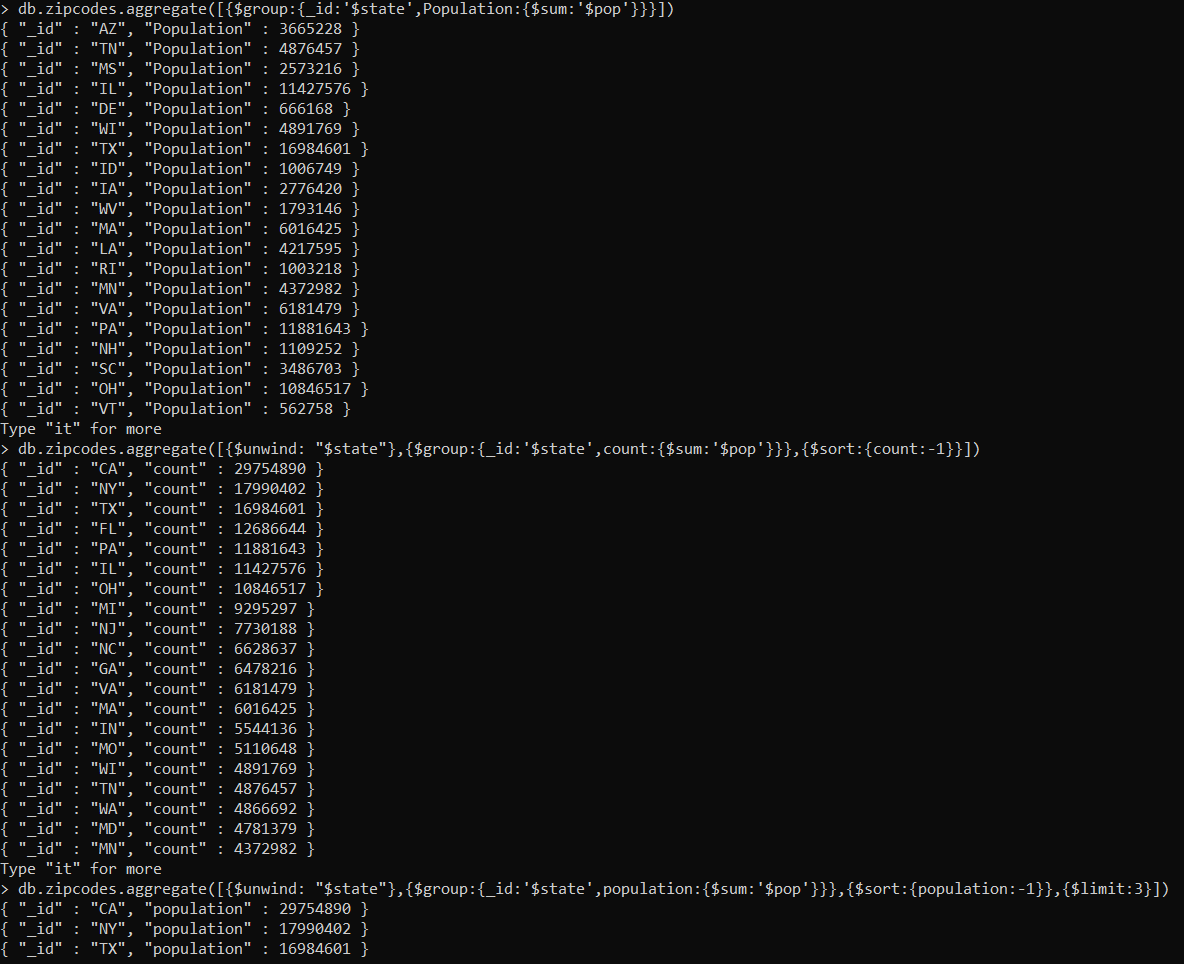 > db.zipcodes.aggregate([{$group:{_id:'$state',Population:{$sum:'$pop'}}}])
{ "_id" : "AZ", "Population" : 3665228 }
{ "_id" : "TN", "Population" : 4876457 }
{ "_id" : "MS", "Population" : 2573216 }
{ "_id" : "IL", "Population" : 11427576 }
{ "_id" : "DE", "Population" : 666168 }
{ "_id" : "WI", "Population" : 4891769 }
{ "_id" : "TX", "Population" : 16984601 }
{ "_id" : "ID", "Population" : 1006749 }
{ "_id" : "IA", "Population" : 2776420 }
{ "_id" : "WV", "Population" : 1793146 }
{ "_id" : "MA", "Population" : 6016425 }
{ "_id" : "LA", "Population" : 4217595 }
{ "_id" : "RI", "Population" : 1003218 }
{ "_id" : "MN", "Population" : 4372982 }
{ "_id" : "VA", "Population" : 6181479 }
{ "_id" : "PA", "Population" : 11881643 }
{ "_id" : "NH", "Population" : 1109252 }
{ "_id" : "SC", "Population" : 3486703 }
{ "_id" : "OH", "Population" : 10846517 }
{ "_id" : "VT", "Population" : 562758 }
Type "it" for more
> db.zipcodes.aggregate([{$unwind: "$state"},{$group:{_id:'$state',count:{$sum:'$pop'}}},{$sort:{count:-1}}])
{ "_id" : "CA", "count" : 29754890 }
{ "_id" : "NY", "count" : 17990402 }
{ "_id" : "TX", "count" : 16984601 }
{ "_id" : "FL", "count" : 12686644 }
{ "_id" : "PA", "count" : 11881643 }
{ "_id" : "IL", "count" : 11427576 }
{ "_id" : "OH", "count" : 10846517 }
{ "_id" : "MI", "count" : 9295297 }
{ "_id" : "NJ", "count" : 7730188 }
{ "_id" : "NC", "count" : 6628637 }
{ "_id" : "GA", "count" : 6478216 }
{ "_id" : "VA", "count" : 6181479 }
{ "_id" : "MA", "count" : 6016425 }
{ "_id" : "IN", "count" : 5544136 }
{ "_id" : "MO", "count" : 5110648 }
{ "_id" : "WI", "count" : 4891769 }
{ "_id" : "TN", "count" : 4876457 }
{ "_id" : "WA", "count" : 4866692 }
{ "_id" : "MD", "count" : 4781379 }
{ "_id" : "MN", "count" : 4372982 }
Type "it" for more
> db.zipcodes.aggregate([{$unwind: "$state"},{$group:{_id:'$state',population:{$sum:'$pop'}}},{$sort:{population:-1}},{$limit:3}])
{ "_id" : "CA", "population" : 29754890 }
{ "_id" : "NY", "population" : 17990402 }
{ "_id" : "TX", "population" : 16984601 }